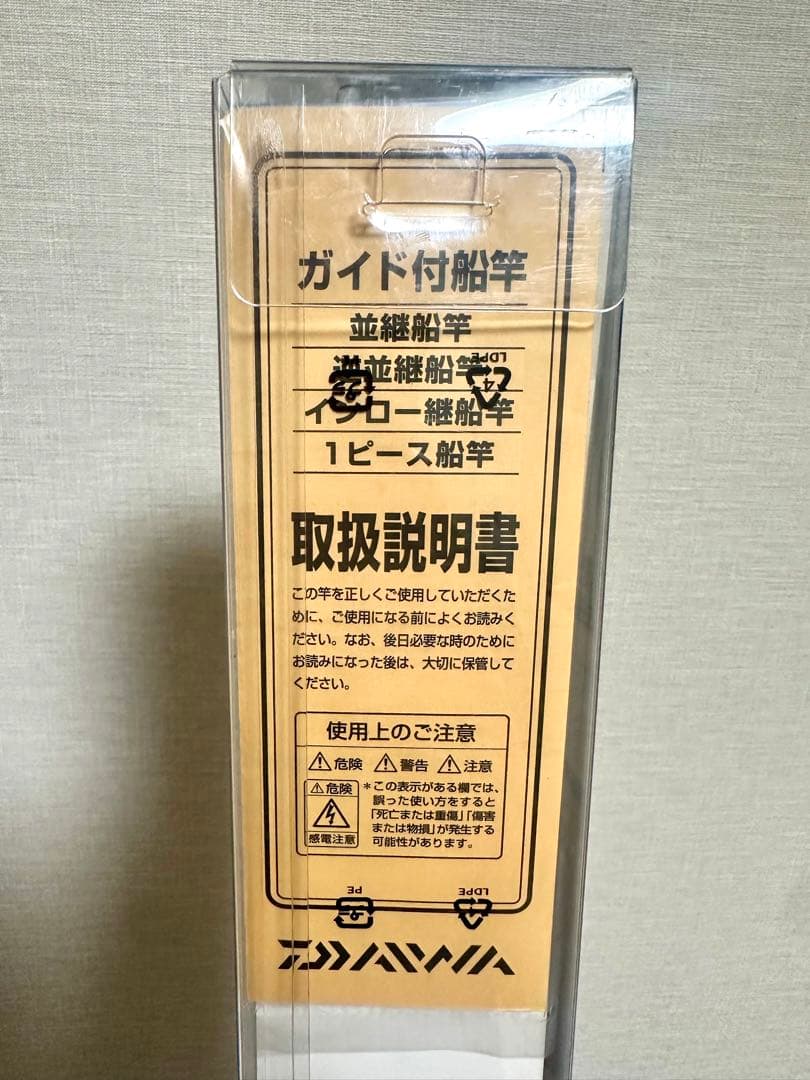 ガイド付船竿
並継船竿
逆並継船竿
LDPE
4
インロー継船竿
1ピース船竿
取扱説明書
この竿を正しくご使用していただくた
めに、ご使用になる前によくお読みく
ださい。なお、後日必要な時のために
お読みになった後は、大切に保管して
ください。
使用上のご注意
危険 警告 注意
危険
感電注意
*この表示がある欄では、
誤った使い方をすると
「死亡または重傷」「傷害
または物損」が発生する
可能性があります。
PE
LDPE
DAIWA